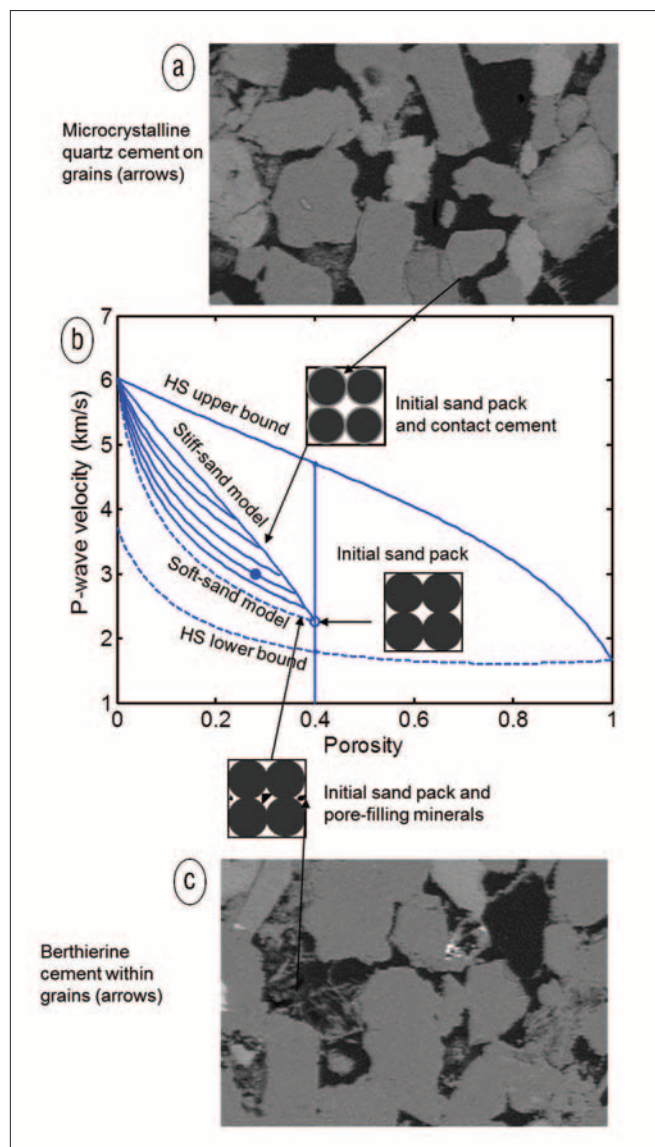 a
Microcrystalline
quartz cement on
grains (arrows)
b
7
6
5
4
3
2
1
P-wave velocity (km/s)
HS upper bound
Stiff-sand model
Soft-sand model
HS lower bound
Initial sand pack
and contact cement
Initial sand pack
0
0.2
0.4
0.6
0.8
1
Porosity
Initial sand pack and
pore-filling minerals
c
Berthierine
cement within
grains (arrows)